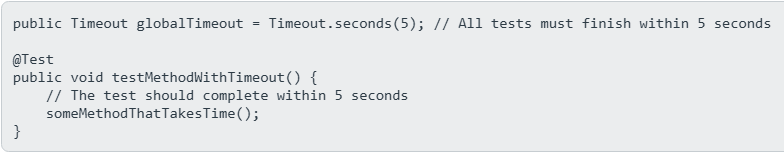 public Timeout globalTimeout = Timeout.seconds(5); // All tests must finish within 5 seconds
@Test
public void testMethodWithTimeout() {
    // The test should complete within 5 seconds
    someMethodThatTakesTime();
}